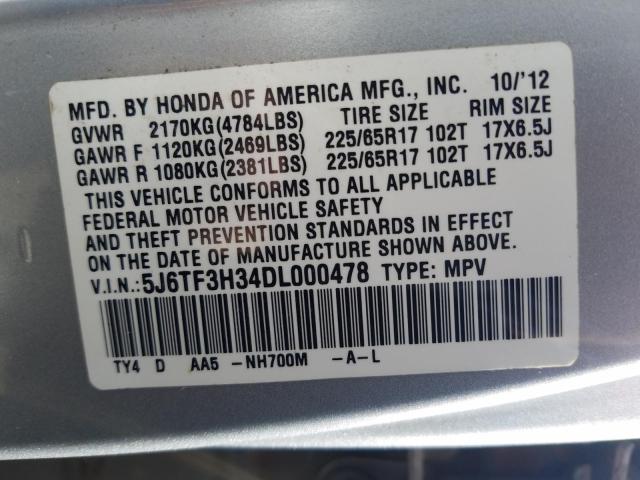 MFD. BY HONDA OF AMERICA MFG., INC. 10/'12
GVWR 2170KG(4784LBS) TIRE SIZE RIM SIZE
GAWR F 1120KG(2469LBS) 225/65R17 102T 17X6.5J
GAWR R 1080KG(2381LBS) 225/65R17 102T 17X6.5J
THIS VEHICLE CONFORMS TO ALL APPLICABLE
FEDERAL MOTOR VEHICLE SAFETY
AND THEFT PREVENTION STANDARDS IN EFFECT
ON THE DATE OF MANUFACTURE SHOWN ABOVE.
V.I.N.: 5J6TF3H34DL000478 TYPE: MPV
TY4 D AA5 -NH700M -A-L